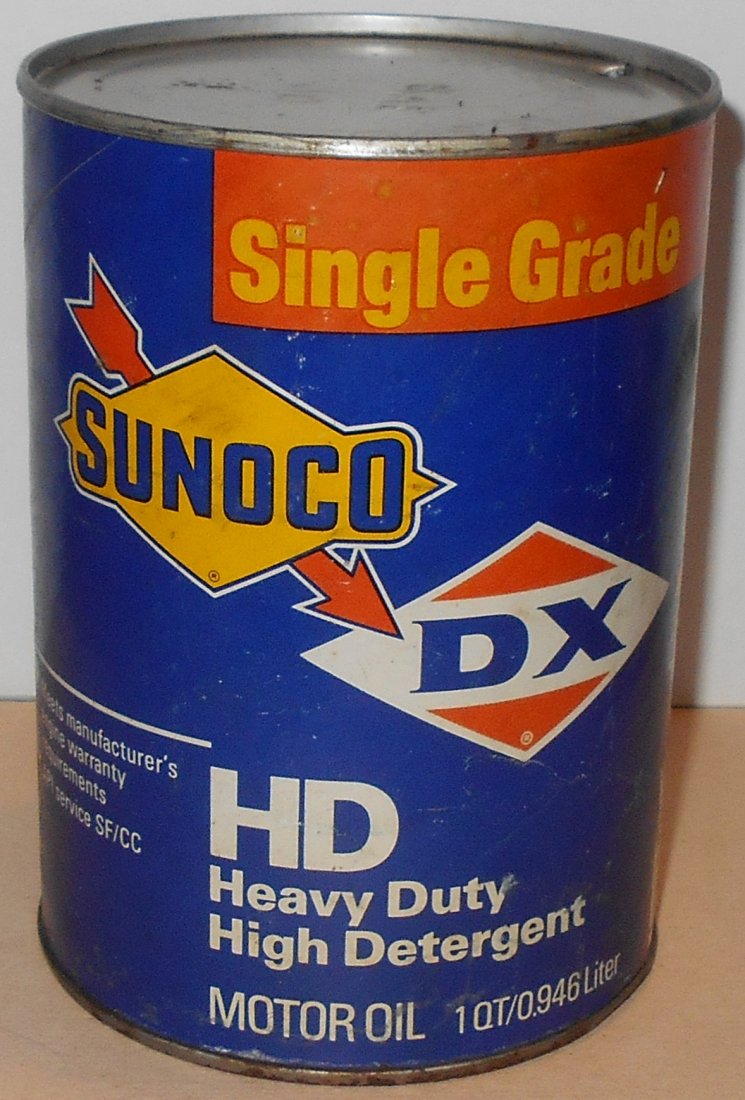 Single Grade
SUNOCO
®
DX
®
manufacturer's
warranty
service SF/CC
HD
Heavy Duty
High Detergent
MOTOR OIL 1 QT/0.946 Liter